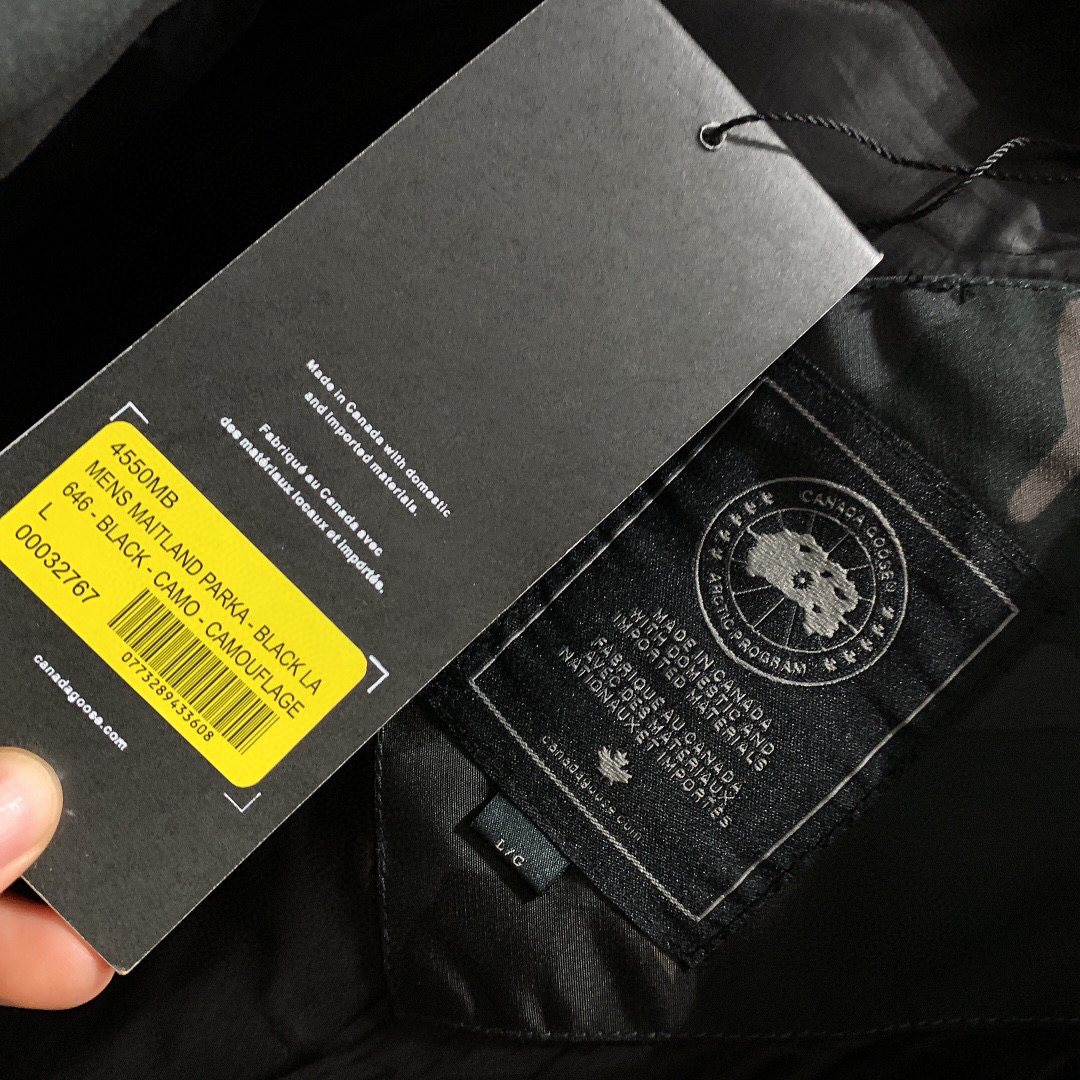 Made in Canada with domestic
and imported materials.
Fabriqué au Canada avec
des matériaux locaux et importés.
4550MB
MENS MAITLAND PARKA - BLACK LA
646 - BLACK - CAMO - CAMOUFLAGE
L
00032767
0773289433608
canadagoose.com
CANADA GOOSE®
ARCTIC PROGRAM
MADE IN CANADA
WITH DOMESTIC AND
IMPORTED MATERIALS
FABRIQUÉ AU CANADA
AVEC DES MATÉRIAUX
NATIONAUX ET IMPORTÉS
canadagoose.com
L/G